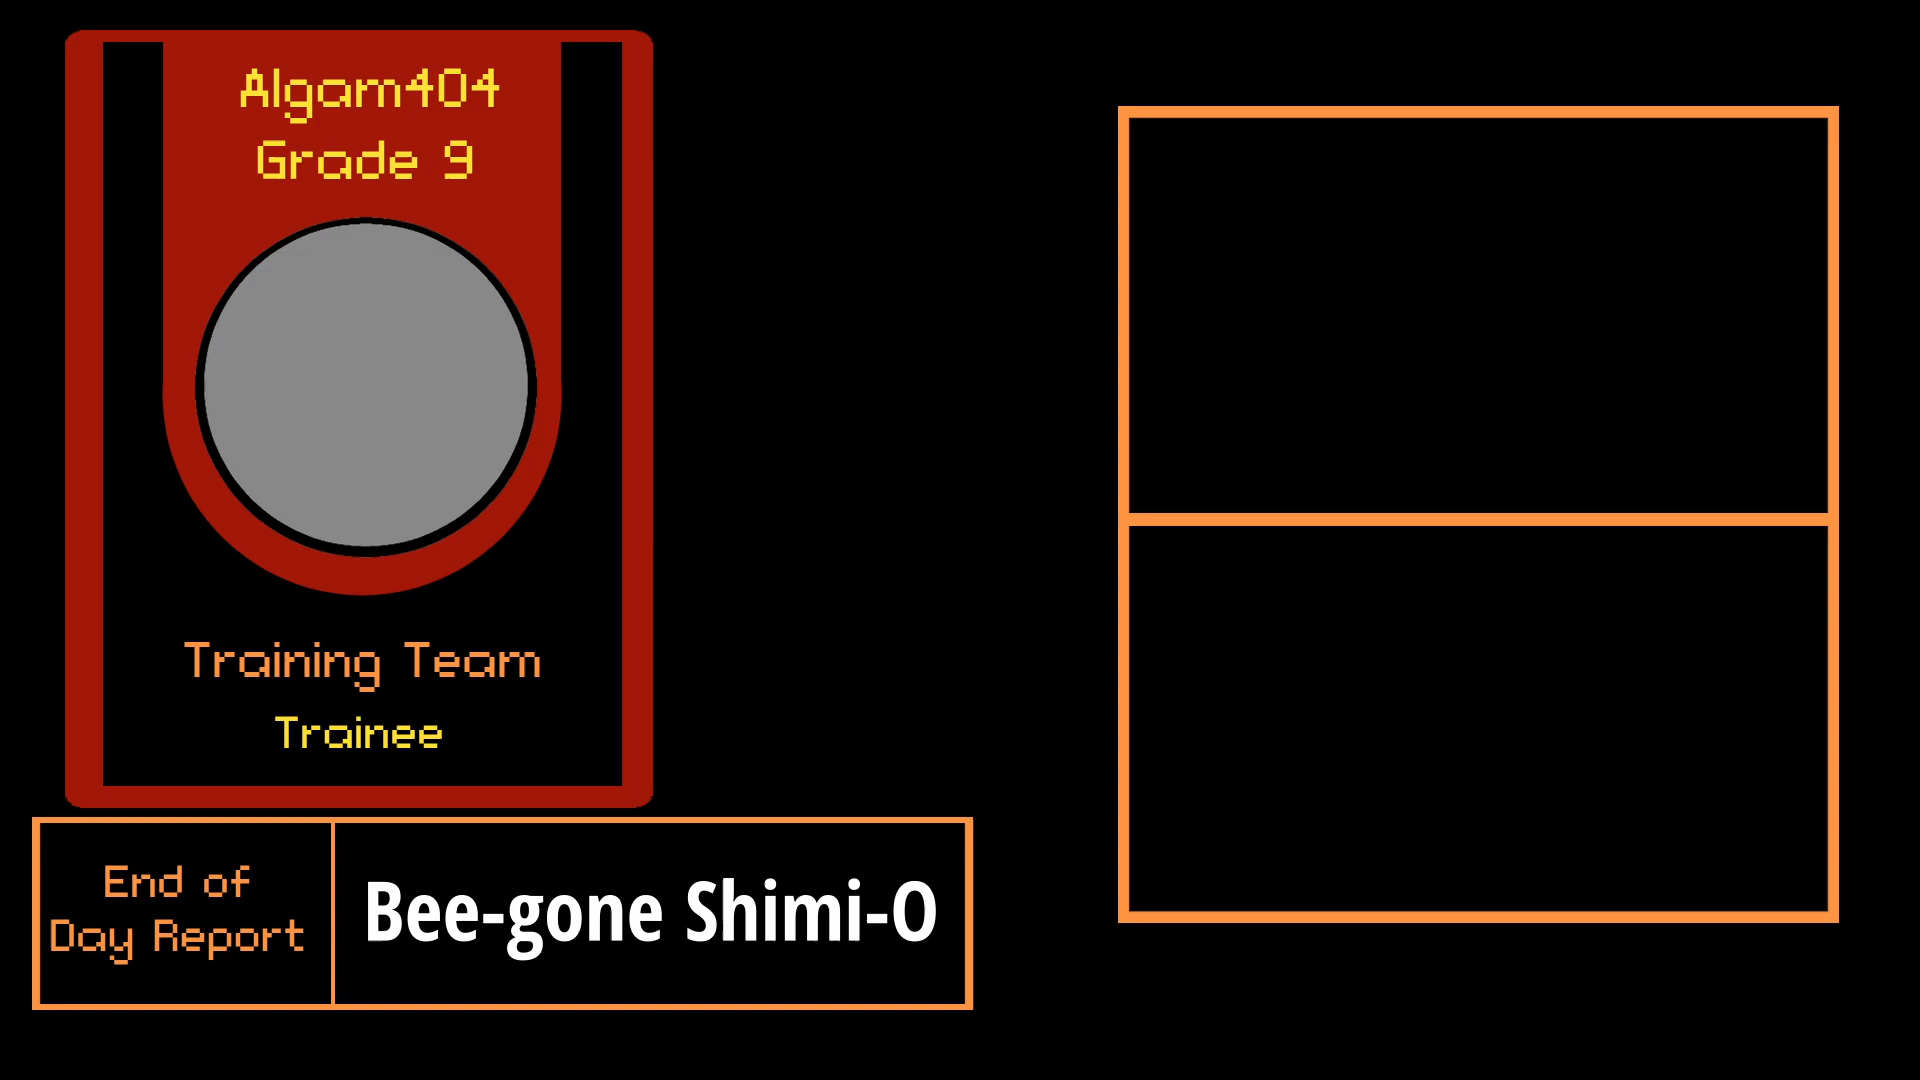 Algam404
Grade 9
Training Team
Trainee
End of
Day Report
Bee-gone Shimi-O